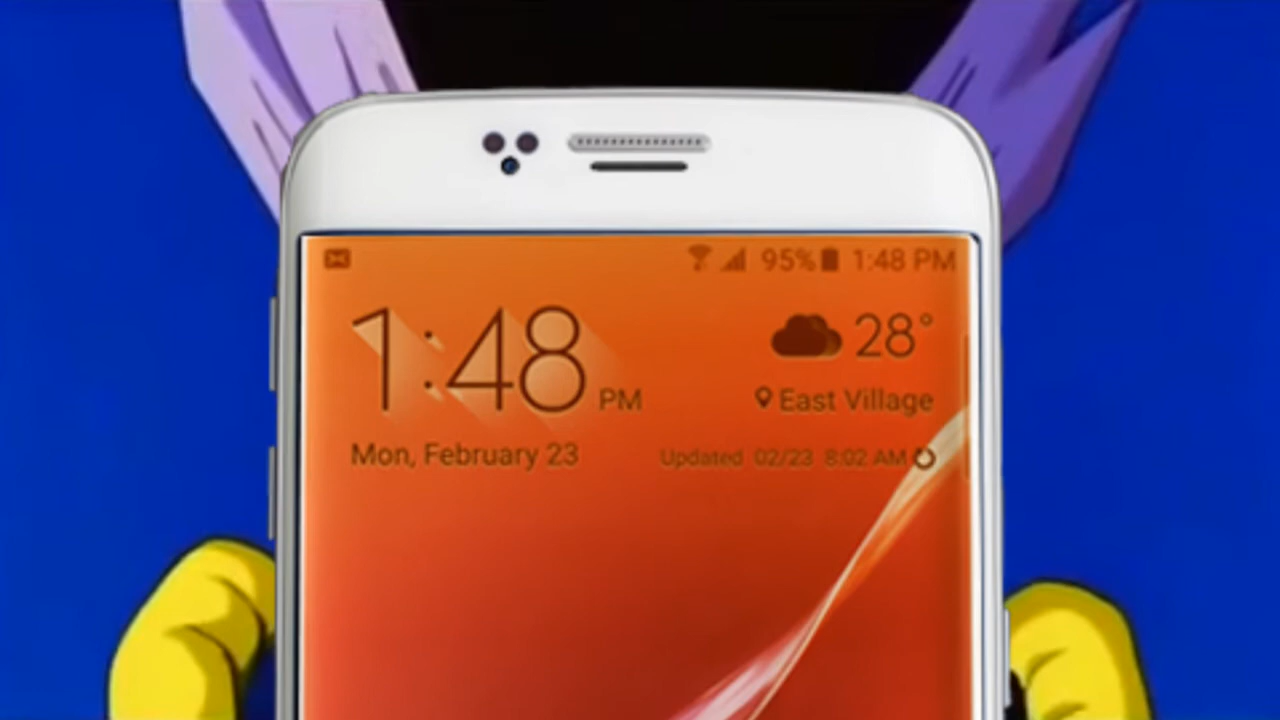 95% 1:48 PM
1:48 PM
28°
East Village
Mon, February 23
Updated 02/23 8:02 AM